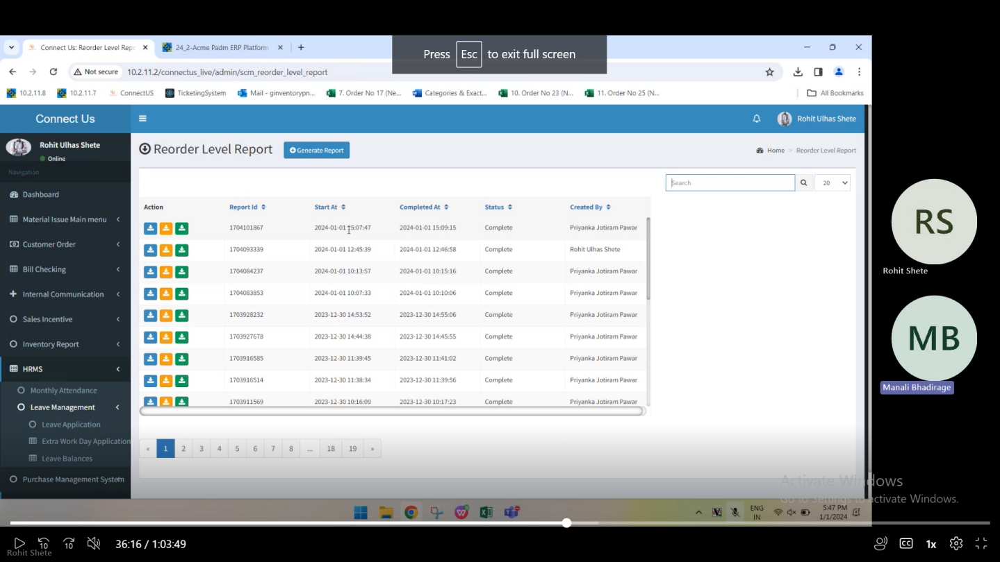 Press Esc to exit full screen
Connect Us: Reorder Level Rep
24_2-Acme Padm ERP Platform
Not secure 10.2.11.2/connectus_live/admin/scm_reorder_level_report
10.2.11.8 10.2.11.7 ConnectUS TicketingSystem Mail - ginventorypn... 7. Order No 17 (Ne... Categories & Exact... 10. Order No 23 (N... 11. Order No 25 (N... All Bookmarks
Connect Us
Rohit Ulhas Shete
Rohit Ulhas Shete
Online
Navigation
Dashboard
Material Issue Main menu
Customer Order
Bill Checking
Internal Communication
Sales Incentive
Inventory Report
HRMS
Monthly Attendance
Leave Management
Leave Application
Extra Work Day Application
Leave Balances
Purchase Management System
Reorder Level Report Generate Report
Home > Reorder Level Report
Search 20
Action Report Id Start At Completed At Status Created By
1704101867 2024-01-01 15:07:47 2024-01-01 15:09:15 Complete Priyanka Jotiram Pawar
1704093339 2024-01-01 12:45:39 2024-01-01 12:46:58 Complete Rohit Ulhas Shete
1704084237 2024-01-01 10:13:57 2024-01-01 10:15:16 Complete Priyanka Jotiram Pawar
1704083853 2024-01-01 10:07:33 2024-01-01 10:10:06 Complete Priyanka Jotiram Pawar
1703928232 2023-12-30 14:53:52 2023-12-30 14:55:06 Complete Priyanka Jotiram Pawar
1703927678 2023-12-30 14:44:38 2023-12-30 14:45:55 Complete Priyanka Jotiram Pawar
1703916585 2023-12-30 11:39:45 2023-12-30 11:41:02 Complete Priyanka Jotiram Pawar
1703916514 2023-12-30 11:38:34 2023-12-30 11:39:56 Complete Priyanka Jotiram Pawar
1703911569 2023-12-30 10:16:09 2023-12-30 10:17:23 Complete Priyanka Jotiram Pawar
« 1 2 3 4 5 6 7 8 ... 18 19 »
RS
Rohit Shete
MB
Manali Bhadirage
Activate Windows
Go to Settings to activate Windows.
ENG
IN
5:47 PM
1/1/2024
10 10 36:16 / 1:03:49
CC 1x
Rohit Shete